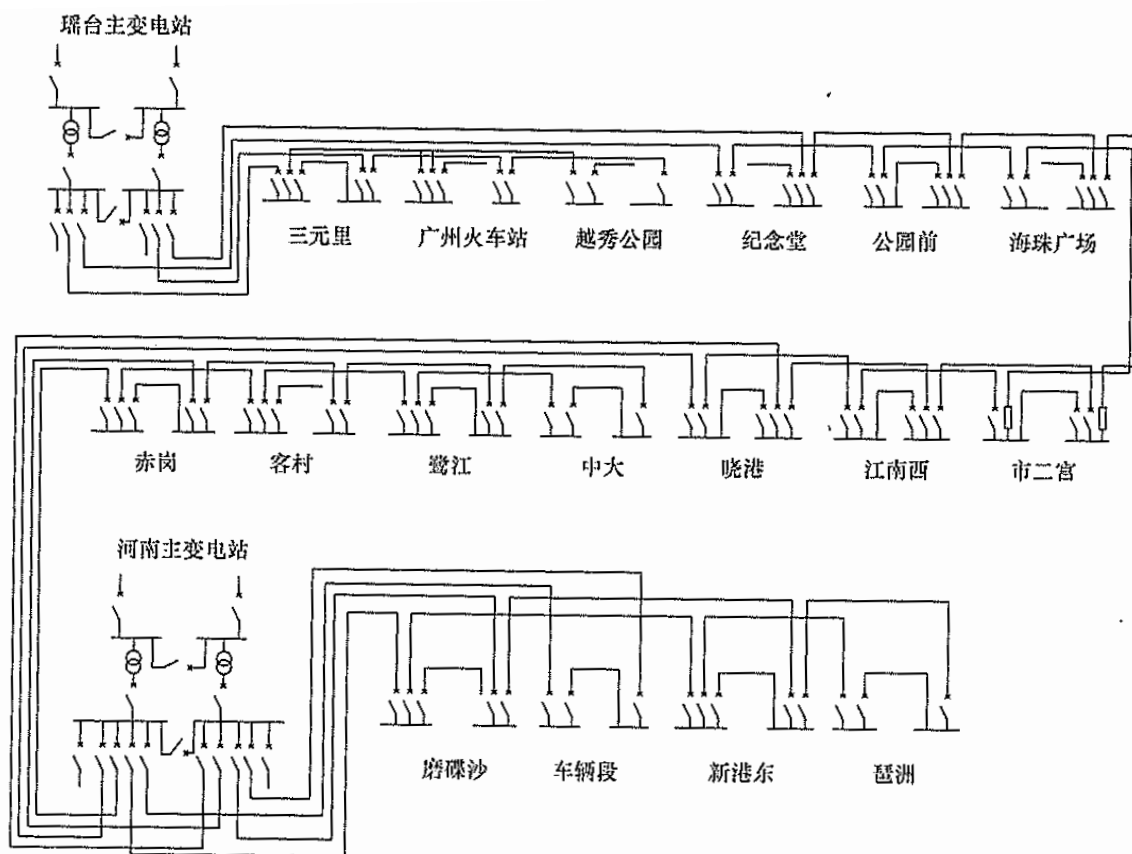 瑶台主变电站
三元里 广州火车站 越秀公园 纪念堂 公园前 海珠广场
赤岗 客村 鹭江 中大 晓港 江南西 市二宫
河南主变电站
磨碟沙 车辆段 新港东 琶洲